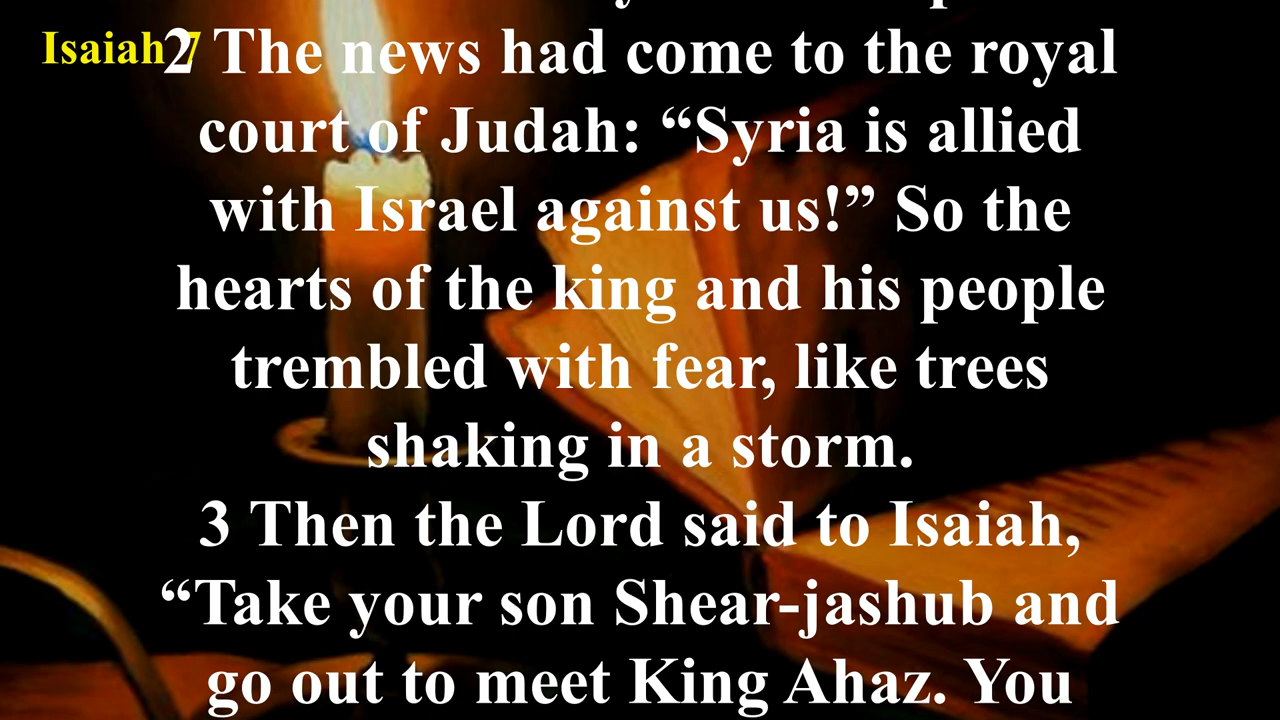 Isaiah 7
2 The news had come to the royal
court of Judah: “Syria is allied
with Israel against us!” So the
hearts of the king and his people
trembled with fear, like trees
shaking in a storm.
3 Then the Lord said to Isaiah,
“Take your son Shear-jashub and
go out to meet King Ahaz. You